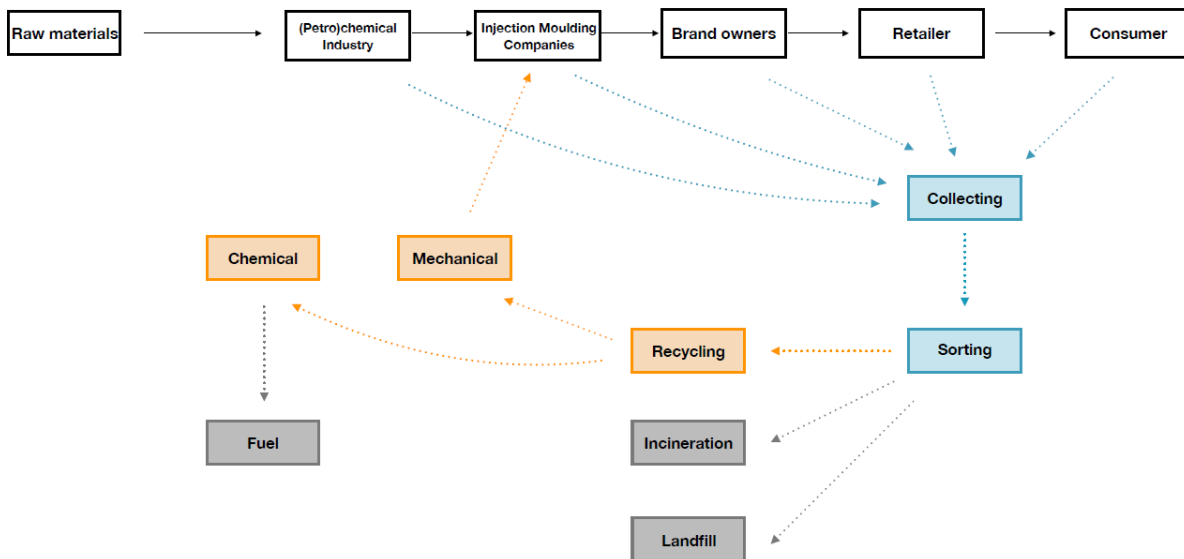 Raw materials
(Petro)chemical
Industry
Injection Moulding
Companies
Brand owners
Retailer
Consumer
Collecting
Chemical
Mechanical
Recycling
Sorting
Fuel
Incineration
Landfill